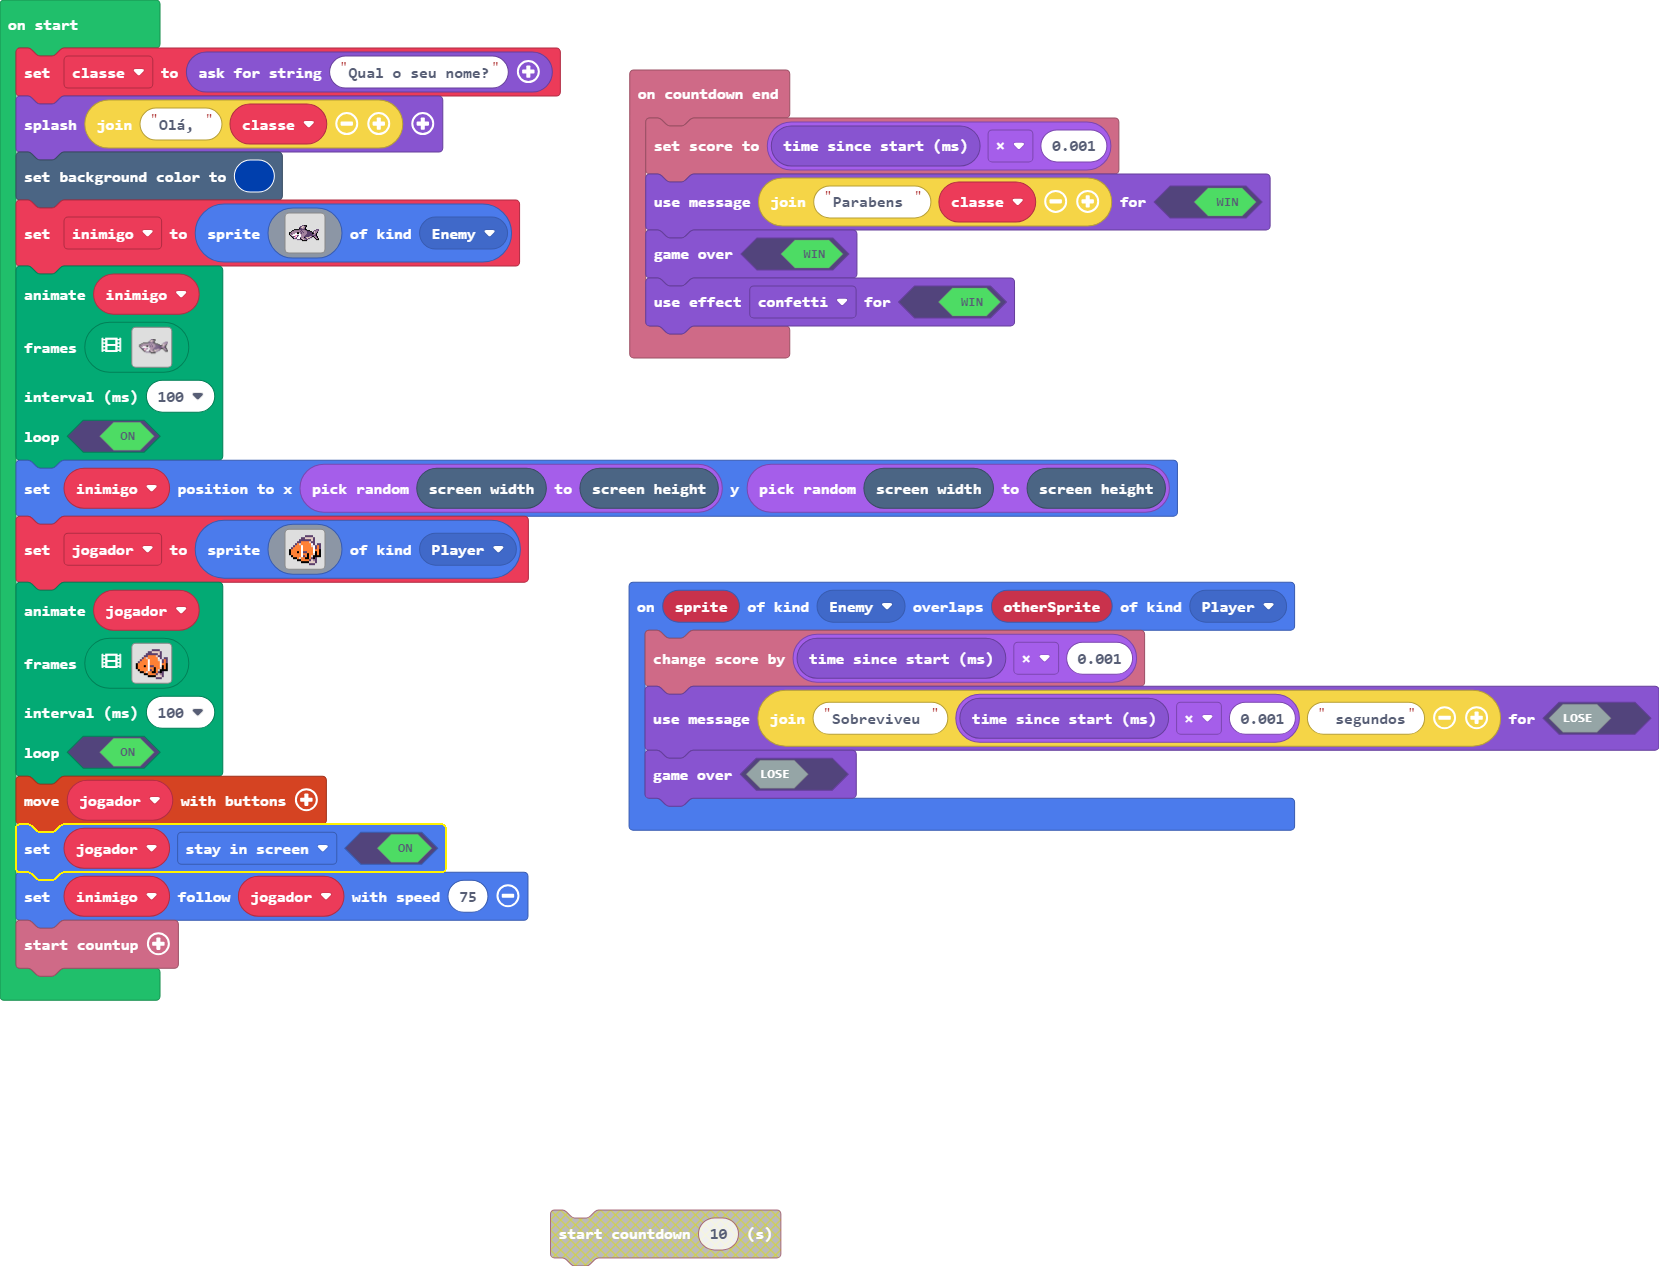 on start
set classe to ask for string "Qual o seu nome?"
splash join "Olá, " classe
set background color to
set inimigo to sprite of kind Enemy
animate inimigo
frames
interval (ms) 100
loop ON
set inimigo position to x pick random screen width to screen height y pick random screen width to screen height
set jogador to sprite of kind Player
animate jogador
frames
interval (ms) 100
loop ON
move jogador with buttons
set jogador stay in screen ON
set inimigo follow jogador with speed 75
start countup
on countdown end
set score to time since start (ms) × 0.001
use message join "Parabens " classe for WIN
game over WIN
use effect confetti for WIN
on sprite of kind Enemy overlaps otherSprite of kind Player
change score by time since start (ms) × 0.001
use message join "Sobreviveu " time since start (ms) × 0.001 " segundos" for LOSE
game over LOSE
start countdown 10 (s)